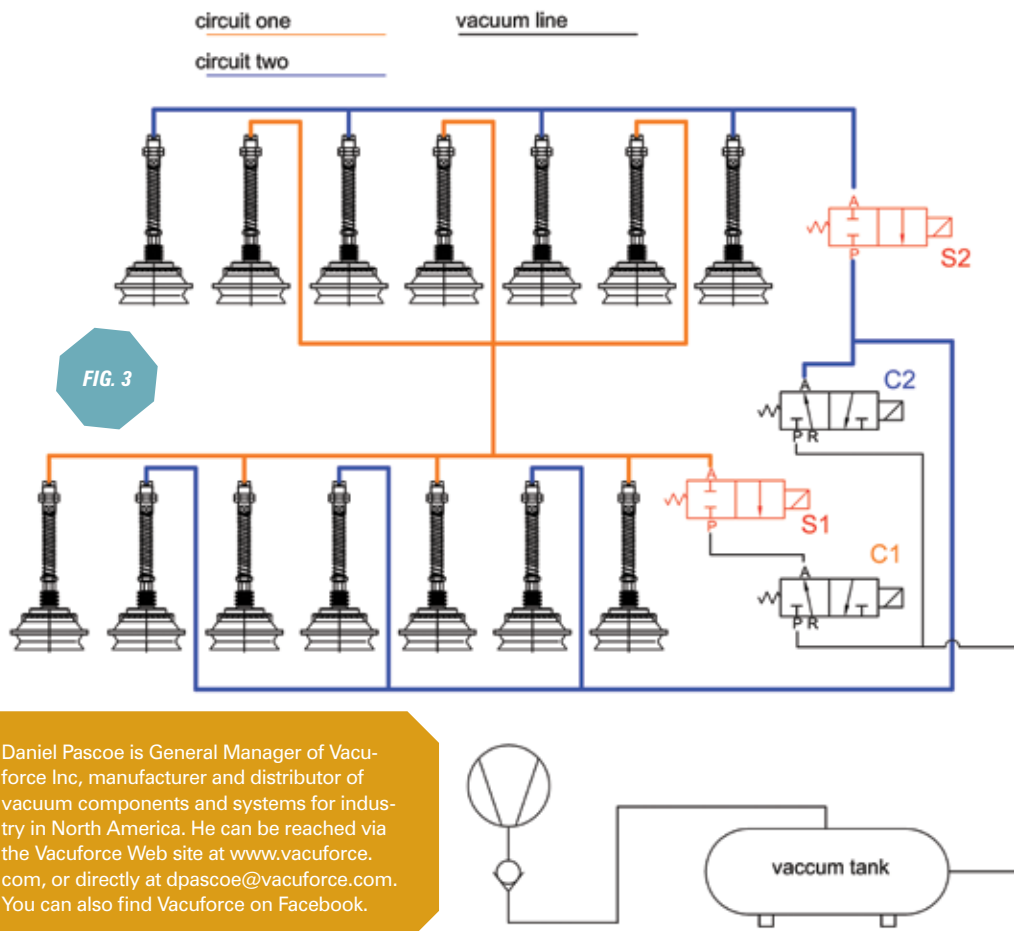 circuit one
vacuum line
circuit two
A
P
S2
FIG. 3
A
C2
P R
A
P
S1
C1
A
P R
Daniel Pascoe is General Manager of Vacu-
force Inc, manufacturer and distributor of
vacuum components and systems for indus-
try in North America. He can be reached via
the Vacuforce Web site at www.vacuforce.
com, or directly at dpascoe@vacuforce.com.
You can also find Vacuforce on Facebook.
vaccum tank